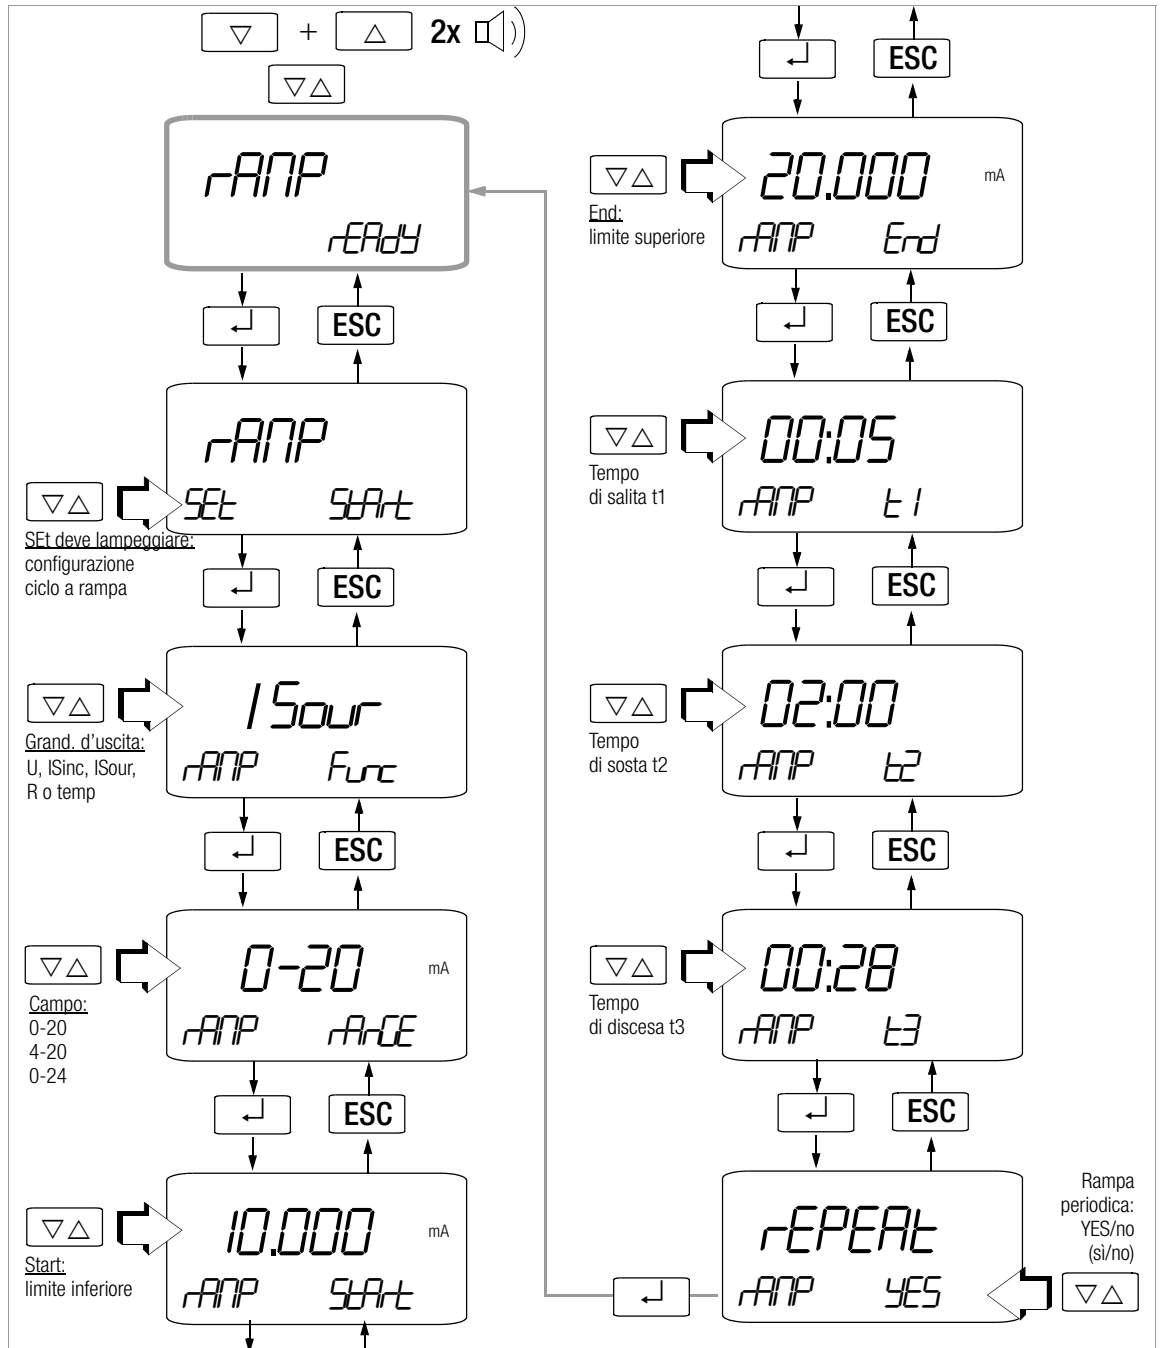 + 2x
rAMP
rEAdY
ESC
rAMP
SEt StArt
SEt deve lampeggiare:
configurazione
ciclo a rampa
ESC
ISour
rAMP Func
Grand. d'uscita:
U, ISinc, ISour,
R o temp
ESC
0-20 mA
rAMP rAnGE
Campo:
0-20
4-20
0-24
ESC
10.000 mA
rAMP StArt
Start:
limite inferiore
ESC
20.000 mA
rAMP End
End:
limite superiore
ESC
00:05
rAMP t1
Tempo
di salita t1
ESC
02:00
rAMP t2
Tempo
di sosta t2
ESC
00:28
rAMP t3
Tempo
di discesa t3
ESC
rEPEAt
rAMP YES
Rampa
periodica:
YES/no
(sì/no)